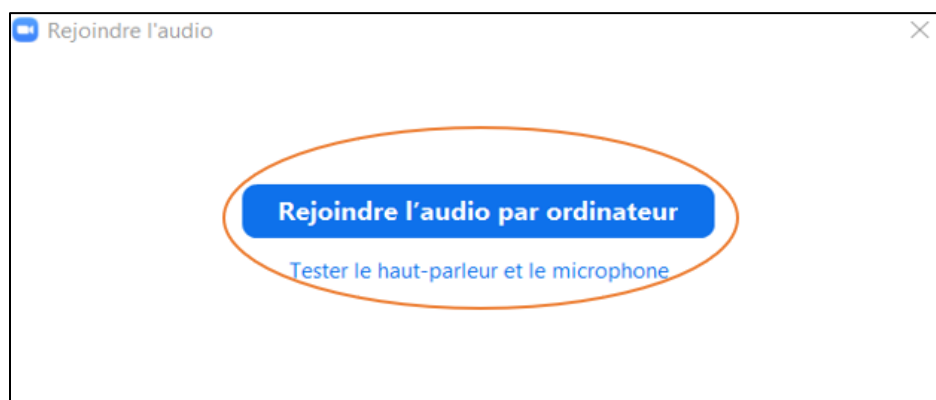 Rejoindre l'audio
Rejoindre l’audio par ordinateur
Tester le haut-parleur et le microphone